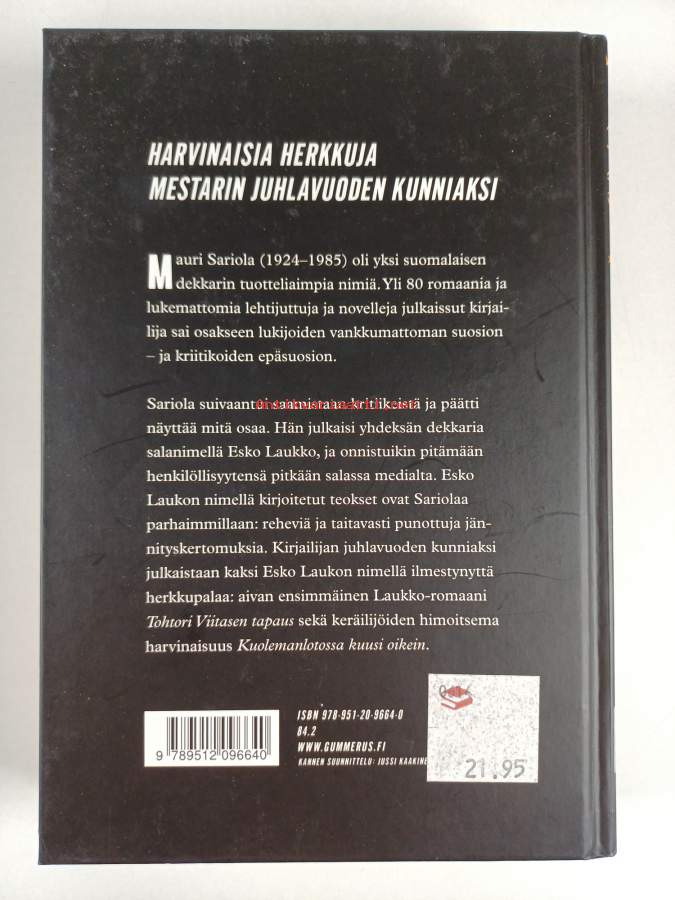 HARVINAISIA HERKKUJA
MESTARIN JUHLAVUODEN KUNNIAKSI
Mauri Sariola (1924–1985) oli yksi suomalaisen
dekkarin tuotteliaimpia nimiä. Yli 80 romaania ja
lukemattomia lehtijuttuja ja novelleja julkaissut kirjai-
lija sai osakseen lukijoiden vankkumattoman suosion
– ja kriitikoiden epäsuosion.
Sariola suivaantui saamistaan kritiikeistä ja päätti
näyttää mitä osaa. Hän julkaisi yhdeksän dekkaria
salanimellä Esko Laukko, ja onnistuikin pitämään
henkilöllisyytensä pitkään salassa medialta. Esko
Laukon nimellä kirjoitetut teokset ovat Sariolaa
parhaimmillaan: reheviä ja taitavasti punottuja jän-
nityskertomuksia. Kirjailijan juhlavuoden kunniaksi
julkaistaan kaksi Esko Laukon nimellä ilmestynyttä
herkkupalaa: aivan ensimmäinen Laukko-romaani
Tohtori Viitasen tapaus sekä keräilijöiden himoitsema
harvinaisuus Kuolemanlotossa kuusi oikein.
ISBN 978-951-20-9664-0
84.2
WWW.GUMMERUS.FI
KANNEN SUUNNITTELU: JUSSI KAAKINE
9 789512 096640
21.95